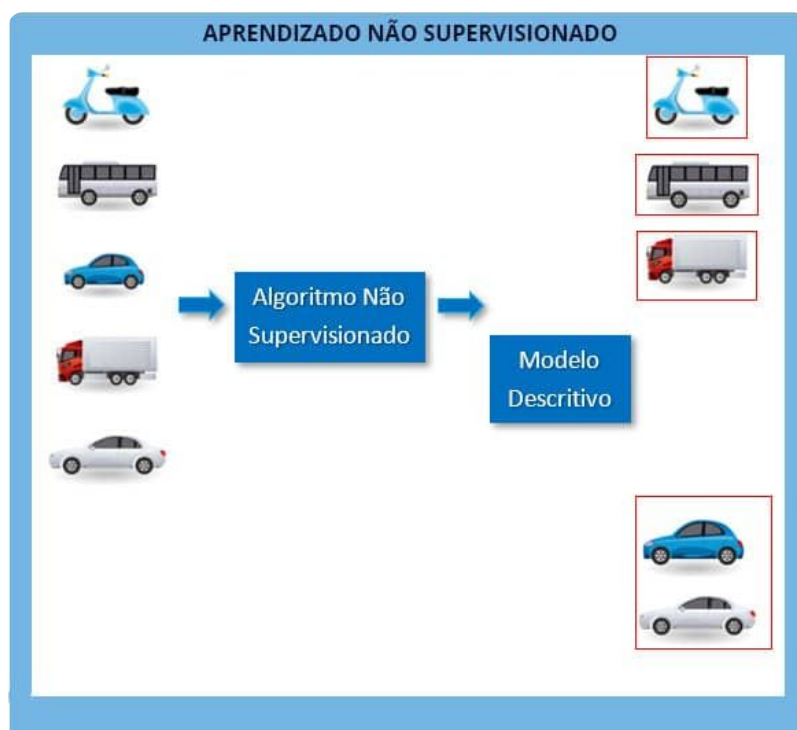 APRENDIZADO NÃO SUPERVISIONADO
Algoritmo Não
Supervisionado
Modelo
Descritivo